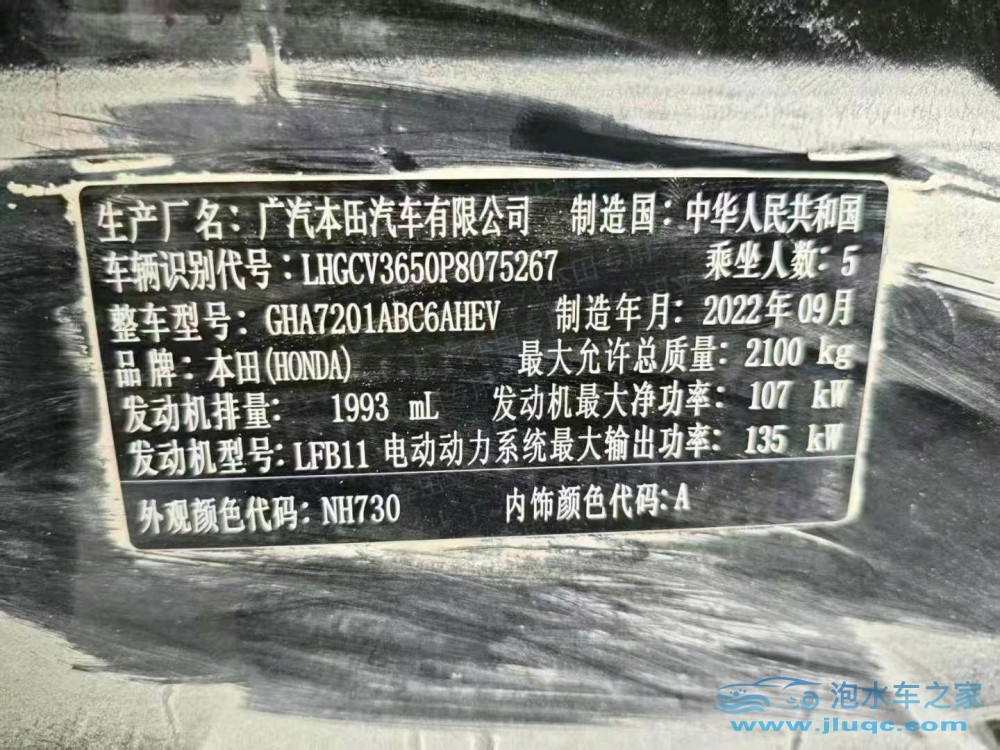 生产厂名：广汽本田汽车有限公司 制造国：中华人民共和国
车辆识别代号：LHGCV3650P8075267 乘坐人数：5
整车型号：GHA7201ABC6AHEV 制造年月：2022年09月
品牌：本田(HONDA) 最大允许总质量：2100 kg
发动机排量： 1993 mL 发动机最大净功率： 107 kW
发动机型号：LFB11 电动动力系统最大输出功率： 135 kW
外观颜色代码：NH730 内饰颜色代码：A
泡水车之家
www.jluqc.com